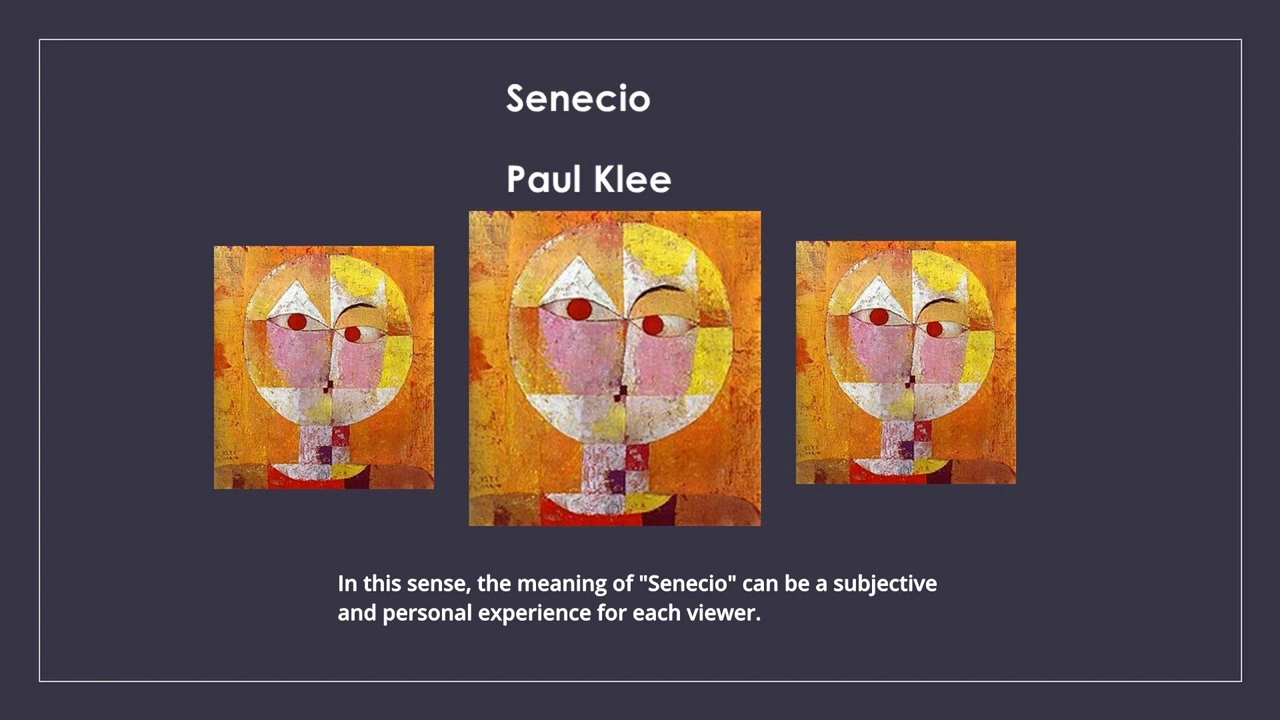 Senecio
Paul Klee
In this sense, the meaning of "Senecio" can be a subjective
and personal experience for each viewer.